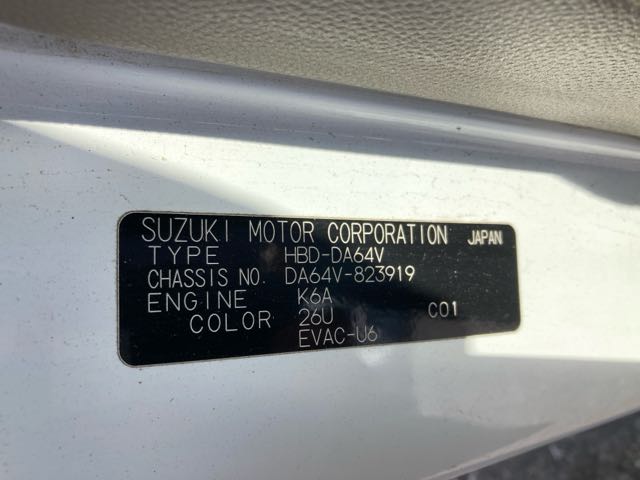 SUZUKI MOTOR CORPORATION JAPAN
TYPE HBD-DA64V
CHASSIS NO. DA64V-823919
ENGINE K6A
COLOR 26U C01
EVAC-U6